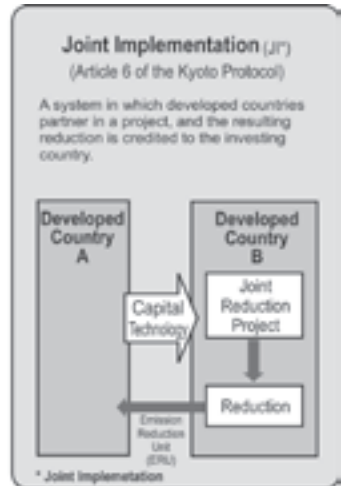 Joint Implementation (JI*)
(Article 6 of the Kyoto Protocol)
A system in which developed countries
partner in a project, and the resulting
reduction is credited to the investing
country.
Developed
Country
A
Developed
Country
B
Capital
Technology
Joint
Reduction
Project
Reduction
Emission
Reduction
Unit
(ERU)
* Joint Implemetation